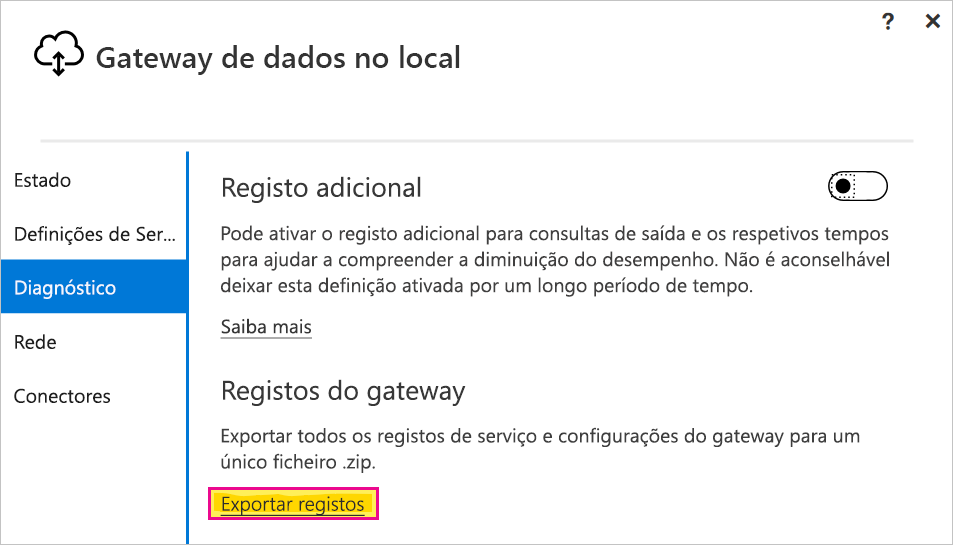 ?
Gateway de dados no local
Estado
Definições de Ser...
Diagnóstico
Rede
Conectores
Registo adicional
Pode ativar o registo adicional para consultas de saída e os respetivos tempos
para ajudar a compreender a diminuição do desempenho. Não é aconselhável
deixar esta definição ativada por um longo período de tempo.
Saiba mais
Registos do gateway
Exportar todos os registos de serviço e configurações do gateway para um
único ficheiro .zip.
Exportar registos